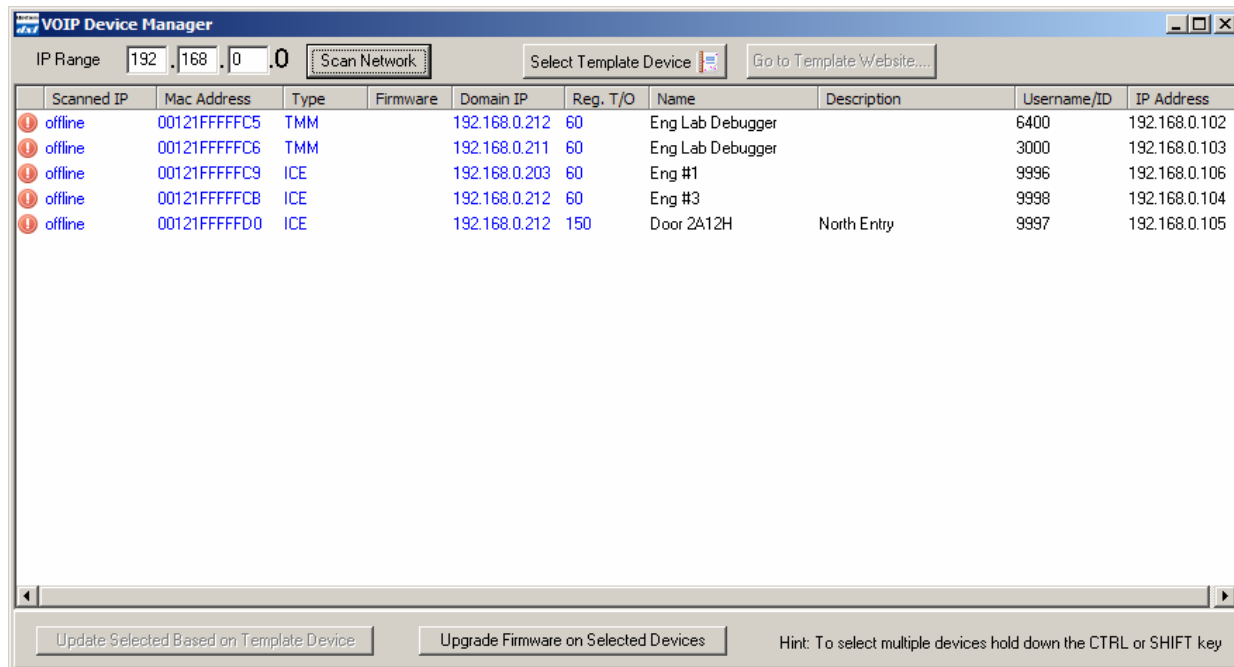 VOIP Device Manager
IP Range 192 . 168 . 0 .0 Scan Network Select Template Device Go to Template Website....
Scanned IP Mac Address Type Firmware Domain IP Reg. T/O Name Description Username/ID IP Address
offline 00121FFFFFC5 TMM 192.168.0.212 60 Eng Lab Debugger 6400 192.168.0.102
offline 00121FFFFFC6 TMM 192.168.0.211 60 Eng Lab Debugger 3000 192.168.0.103
offline 00121FFFFFC9 ICE 192.168.0.203 60 Eng #1 9996 192.168.0.106
offline 00121FFFFFCB ICE 192.168.0.212 60 Eng #3 9998 192.168.0.104
offline 00121FFFFFD0 ICE 192.168.0.212 150 Door 2A12H North Entry 9997 192.168.0.105
Update Selected Based on Template Device Upgrade Firmware on Selected Devices Hint: To select multiple devices hold down the CTRL or SHIFT key